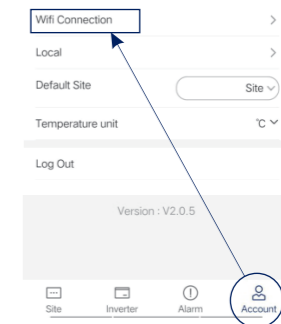 Wifi Connection >
Local >
Default Site Site
Temperature unit °C
Log Out
Version : V2.0.5
Site Inverter Alarm Account